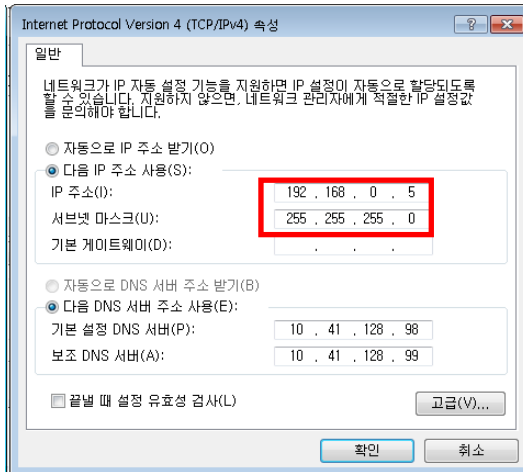 Internet Protocol Version 4 (TCP/IPv4) 속성
일반
네트워크가 IP 자동 설정 기능을 지원하면 IP 설정이 자동으로 할당되도록
할 수 있습니다. 지원하지 않으면, 네트워크 관리자에게 적절한 IP 설정값
을 문의해야 합니다.
자동으로 IP 주소 받기(O)
다음 IP 주소 사용(S):
IP 주소(I): 192 . 168 . 0 . 5
서브넷 마스크(U): 255 . 255 . 255 . 0
기본 게이트웨이(D): . . .
자동으로 DNS 서버 주소 받기(B)
다음 DNS 서버 주소 사용(E):
기본 설정 DNS 서버(P): 10 . 41 . 128 . 98
보조 DNS 서버(A): 10 . 41 . 128 . 99
끝낼 때 설정 유효성 검사(L)
고급(V)...
확인 취소